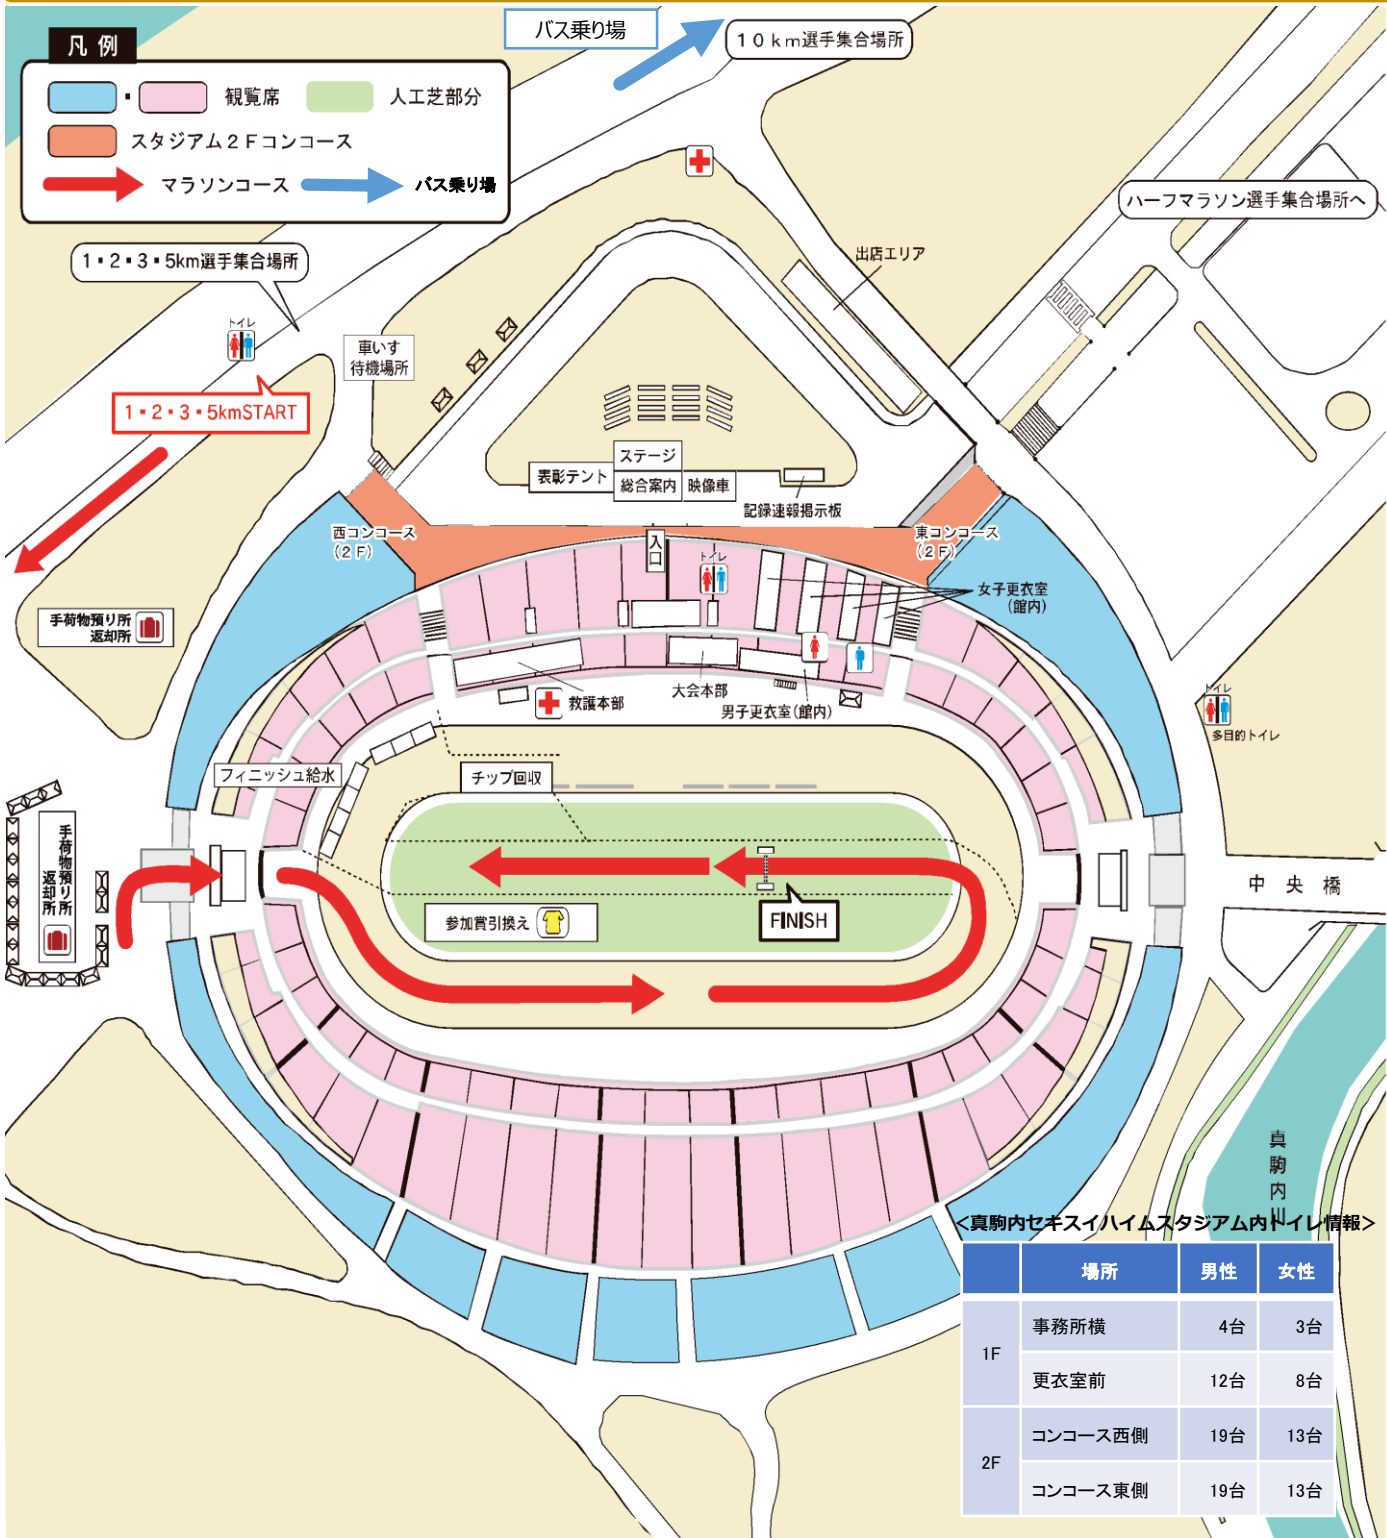 バス乗り場
10km選手集合場所
凡例
観覧席
人工芝部分
スタジアム2Fコンコース
マラソンコース
バス乗り場
ハーフマラソン選手集合場所へ
1・2・3・5km選手集合場所
出店エリア
トイレ
車いす
待機場所
1・2・3・5kmSTART
ステージ
表彰テント
総合案内
映像車
記録速報掲示板
西コンコース
(2F)
入口
東コンコース
(2F)
トイレ
女子更衣室
(館内)
手荷物預り所
返却所
大会本部
救護本部
男子更衣室(館内)
トイレ
多目的トイレ
フィニッシュ給水
チップ回収
手荷物預り所
返却所
中央橋
参加賞引換え
FINISH
真駒内川
<真駒内セキスイハイムスタジアム内トイレ情報>
場所 男性 女性
1F
事務所横 4台 3台
更衣室前 12台 8台
2F
コンコース西側 19台 13台
コンコース東側 19台 13台